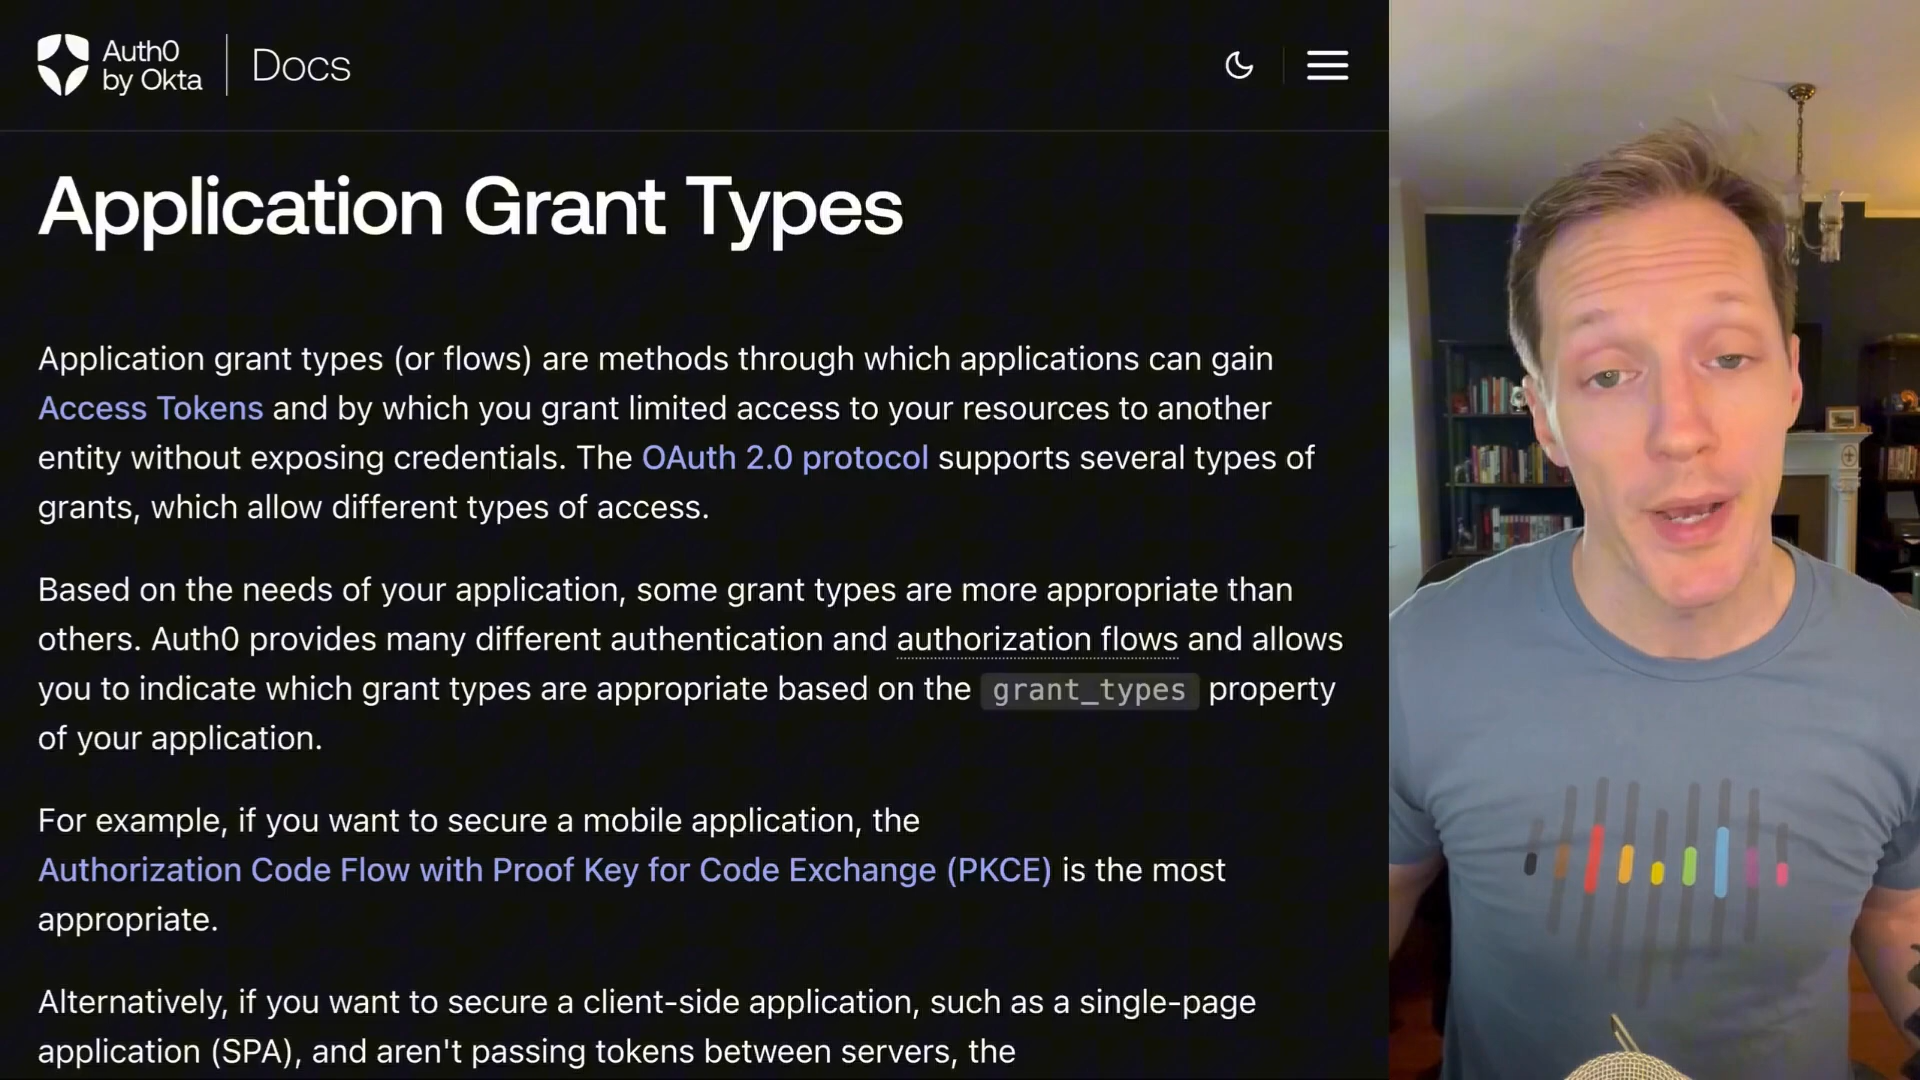 Auth0
by Okta
Docs
Application Grant Types
Application grant types (or flows) are methods through which applications can gain
Access Tokens and by which you grant limited access to your resources to another
entity without exposing credentials. The OAuth 2.0 protocol supports several types of
grants, which allow different types of access.
Based on the needs of your application, some grant types are more appropriate than
others. Auth0 provides many different authentication and authorization flows and allows
you to indicate which grant types are appropriate based on the grant_types property
of your application.
For example, if you want to secure a mobile application, the
Authorization Code Flow with Proof Key for Code Exchange (PKCE) is the most
appropriate.
Alternatively, if you want to secure a client-side application, such as a single-page
application (SPA), and aren't passing tokens between servers, the